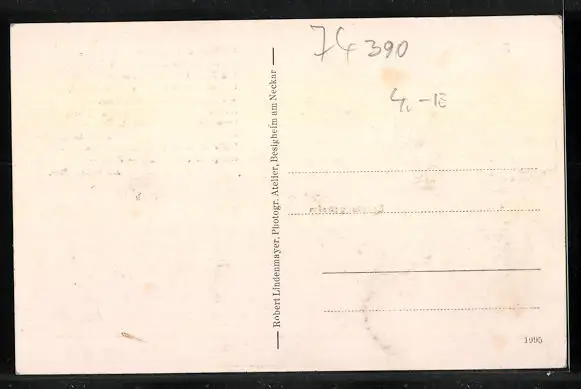 74390
4,-
— Robert Lindenmayer, Photogr. Atelier, Besigheim am Neckar —
1995